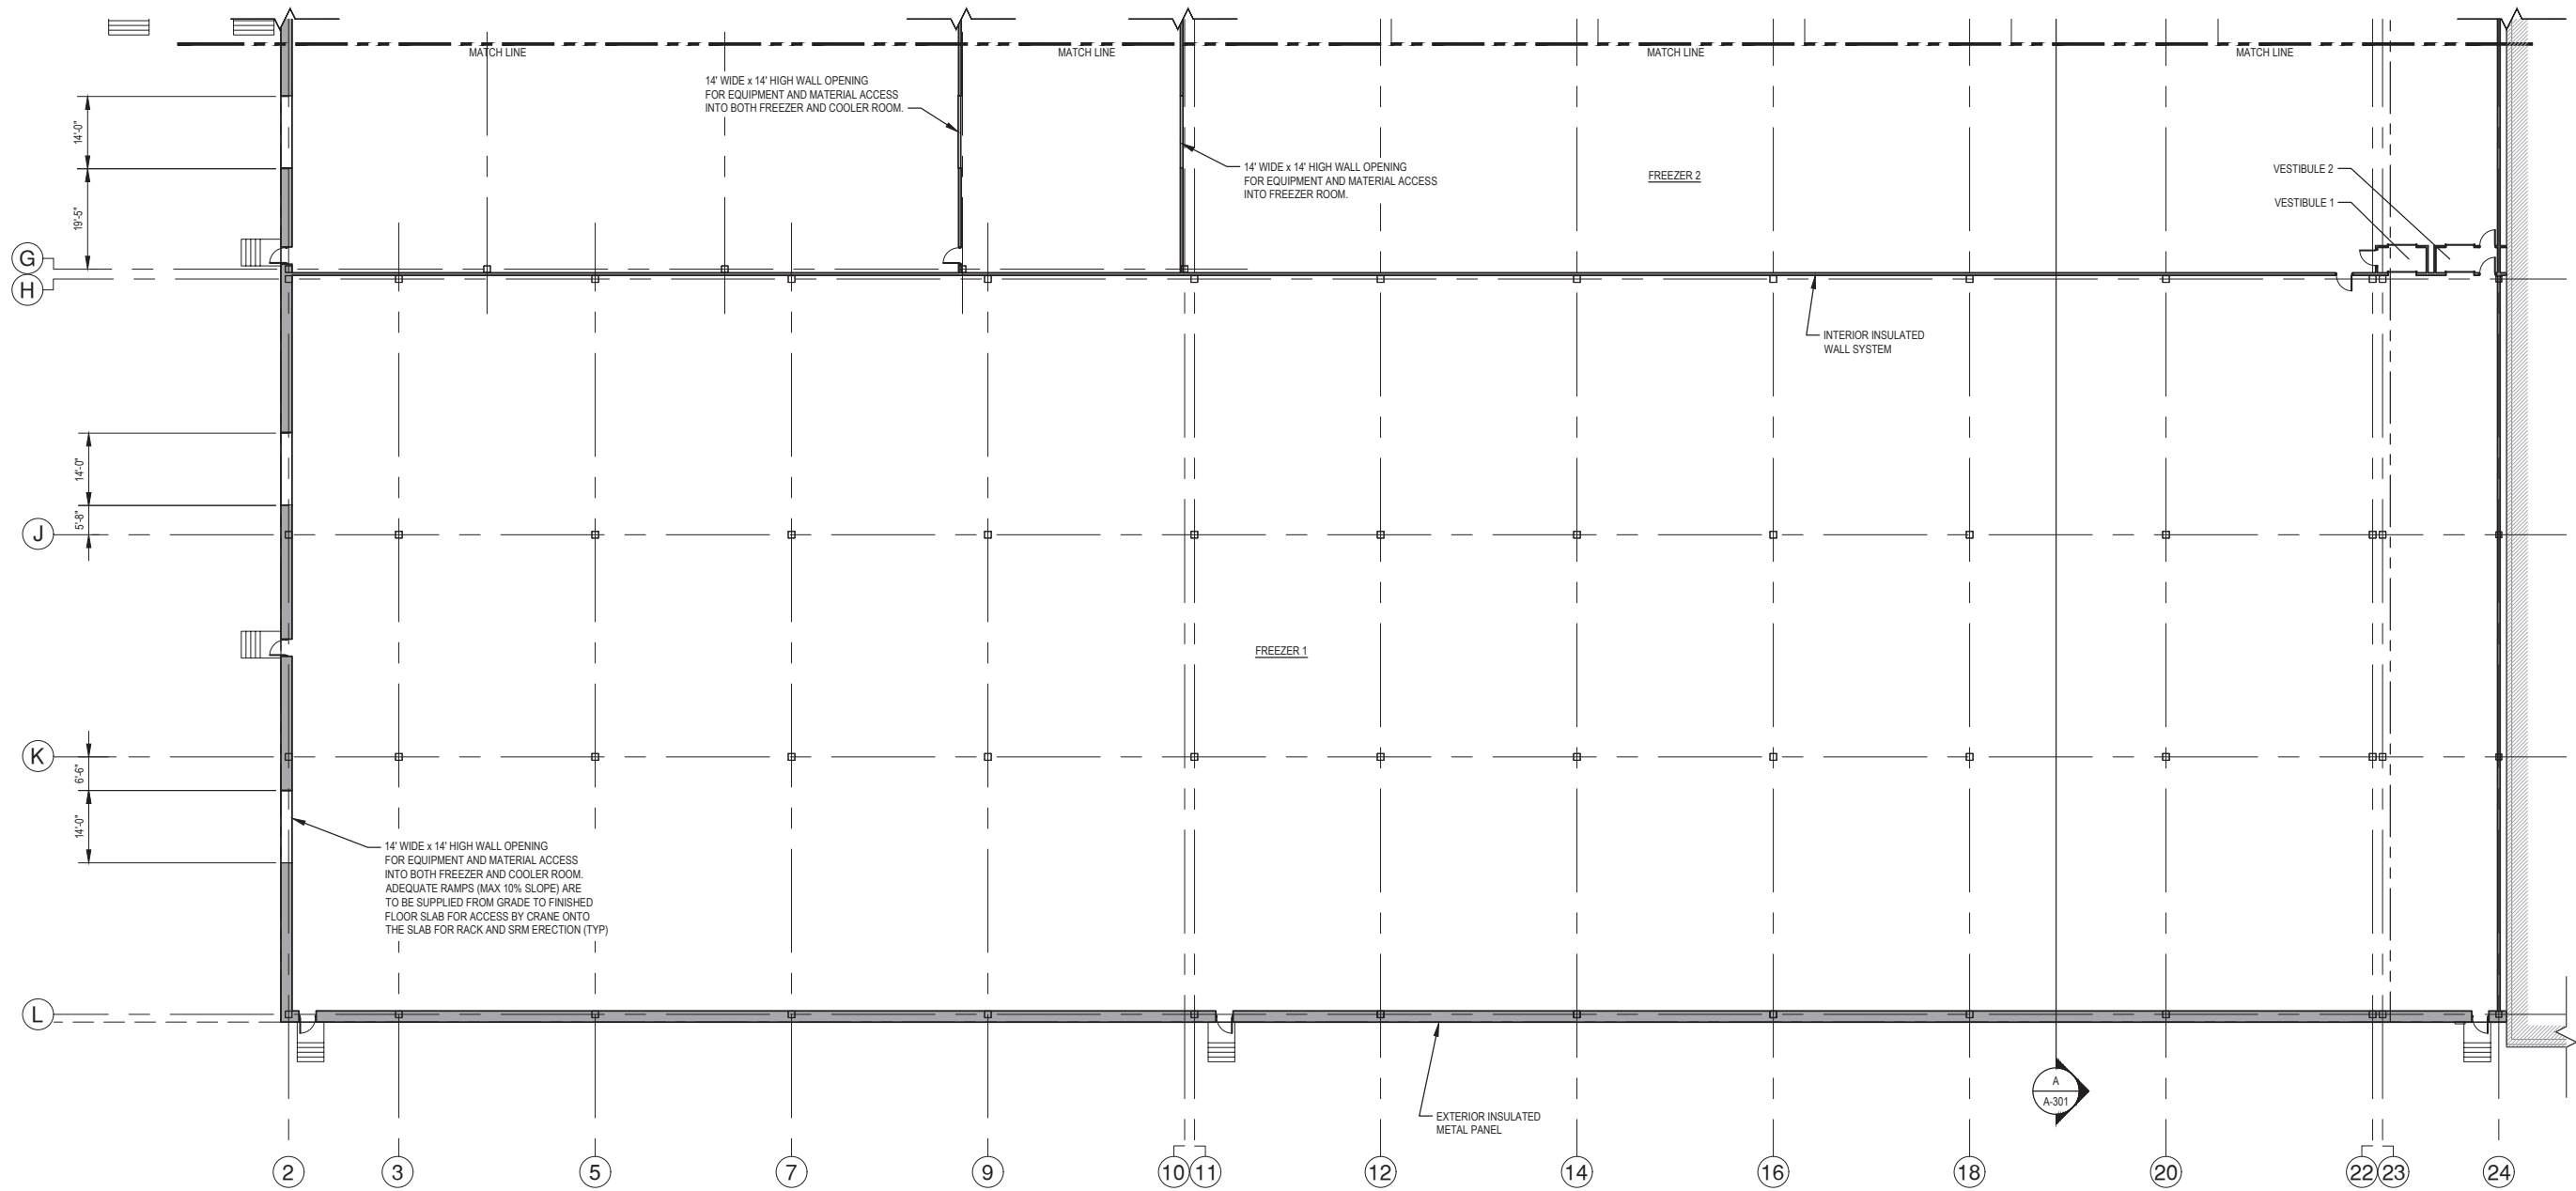 MATCH LINE
MATCH LINE
MATCH LINE
MATCH LINE
14' WIDE x 14' HIGH WALL OPENING
FOR EQUIPMENT AND MATERIAL ACCESS
INTO BOTH FREEZER AND COOLER ROOM.
14'-0"
14' WIDE x 14' HIGH WALL OPENING
FOR EQUIPMENT AND MATERIAL ACCESS
INTO FREEZER ROOM.
FREEZER 2
VESTIBULE 2
VESTIBULE 1
19'-5"
G
H
INTERIOR INSULATED
WALL SYSTEM
14'-0"
5'-8"
J
FREEZER 1
K
6'-6"
14'-0"
14' WIDE x 14' HIGH WALL OPENING
FOR EQUIPMENT AND MATERIAL ACCESS
INTO BOTH FREEZER AND COOLER ROOM.
ADEQUATE RAMPS (MAX 10% SLOPE) ARE
TO BE SUPPLIED FROM GRADE TO FINISHED
FLOOR SLAB FOR ACCESS BY CRANE ONTO
THE SLAB FOR RACK AND SRM ERECTION (TYP)
L
A
A-301
EXTERIOR INSULATED
METAL PANEL
2
3
5
7
9
10
11
12
14
16
18
20
22
23
24